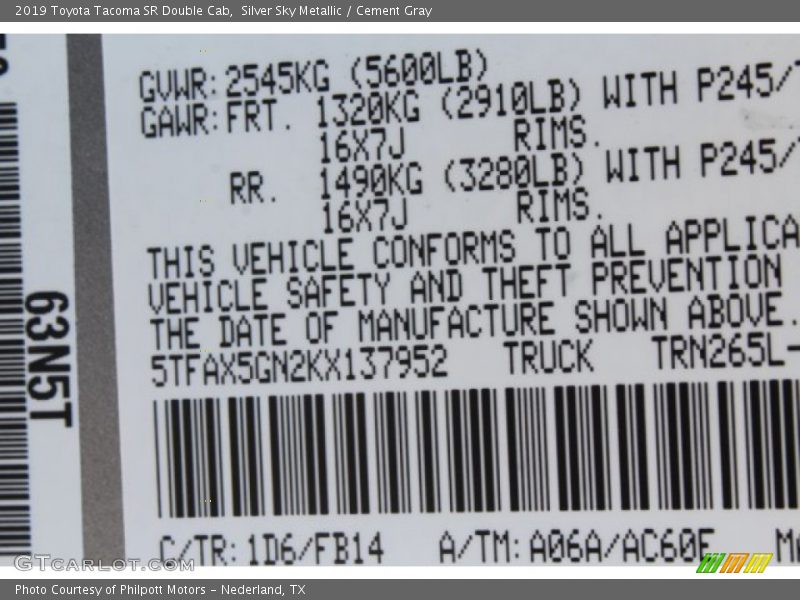 2019 Toyota Tacoma SR Double Cab,  Silver Sky Metallic / Cement Gray
GVWR: 2545KG (5600LB)
GAWR: FRT. 1320KG (2910LB) WITH P245/
16X7J RIMS.
RR. 1490KG (3280LB) WITH P245/
16X7J RIMS.
THIS VEHICLE CONFORMS TO ALL APPLICA
VEHICLE SAFETY AND THEFT PREVENTION
THE DATE OF MANUFACTURE SHOWN ABOVE.
5TFAX5GN2KX137952 TRUCK TRN265L-
63N5T
C/TR: 1D6/FB14 A/TM: A06A/AC60F
GTCARLOT.COM
Photo Courtesy of Philpott Motors - Nederland, TX